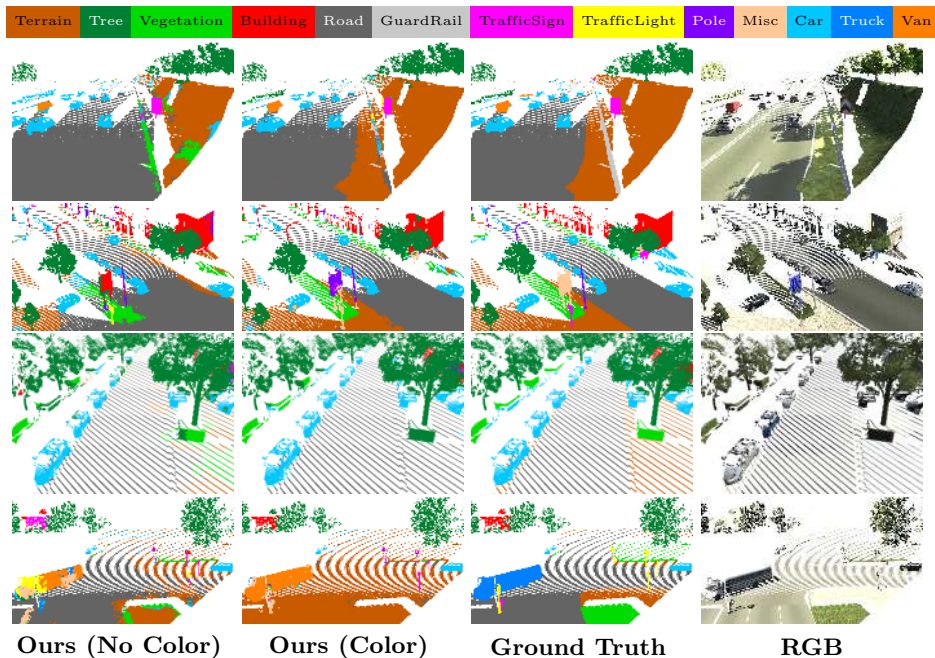 Terrain Tree Vegetation Building Road GuardRail TrafficSign TrafficLight Pole Misc Car Truck Van
Ours (No Color) Ours (Color) Ground Truth RGB